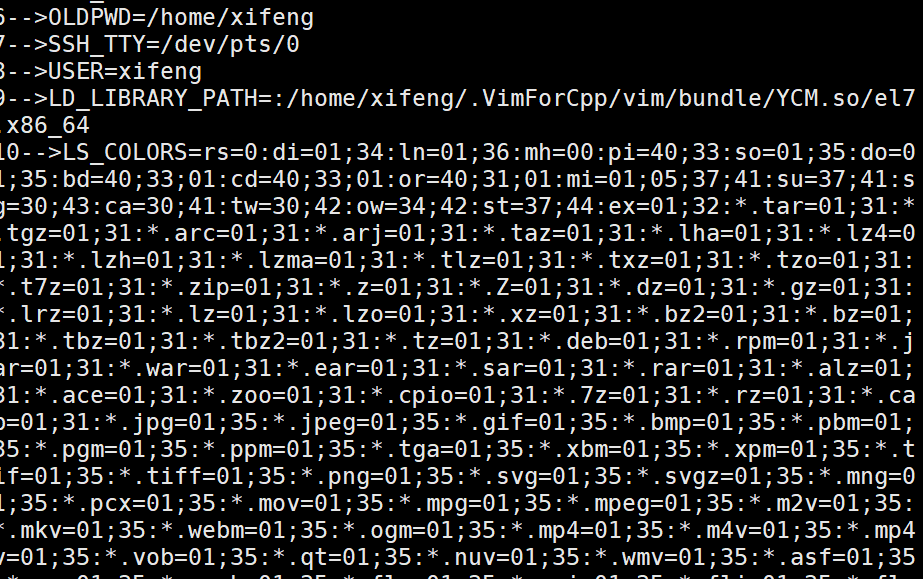 6-->OLDPWD=/home/xifeng
7-->SSH_TTY=/dev/pts/0
8-->USER=xifeng
9-->LD_LIBRARY_PATH=:/home/xifeng/.VimForCpp/vim/bundle/YCM.so/el7
.x86_64
10-->LS_COLORS=rs=0:di=01;34:ln=01;36:mh=00:pi=40;33:so=01;35:do=0
1;35:bd=40;33;01:cd=40;33;01:or=40;31;01:mi=01;05;37;41:su=37;41:s
g=30;43:ca=30;41:tw=30;42:ow=34;42:st=37;44:ex=01;32:*.tar=01;31:*
.tgz=01;31:*.arc=01;31:*.arj=01;31:*.taz=01;31:*.lha=01;31:*.lz4=0
1;31:*.lzh=01;31:*.lzma=01;31:*.tlz=01;31:*.txz=01;31:*.tzo=01;31:
*.t7z=01;31:*.zip=01;31:*.z=01;31:*.Z=01;31:*.dz=01;31:*.gz=01;31:
*.lrz=01;31:*.lz=01;31:*.lzo=01;31:*.xz=01;31:*.bz2=01;31:*.bz=01;
31:*.tbz=01;31:*.tbz2=01;31:*.tz=01;31:*.deb=01;31:*.rpm=01;31:*.j
ar=01;31:*.war=01;31:*.ear=01;31:*.sar=01;31:*.rar=01;31:*.alz=01;
31:*.ace=01;31:*.zoo=01;31:*.cpio=01;31:*.7z=01;31:*.rz=01;31:*.ca
b=01;31:*.jpg=01;35:*.jpeg=01;35:*.gif=01;35:*.bmp=01;35:*.pbm=01;
35:*.pgm=01;35:*.ppm=01;35:*.tga=01;35:*.xbm=01;35:*.xpm=01;35:*.t
if=01;35:*.tiff=01;35:*.png=01;35:*.svg=01;35:*.svgz=01;35:*.mng=0
1;35:*.pcx=01;35:*.mov=01;35:*.mpg=01;35:*.mpeg=01;35:*.m2v=01;35:
*.mkv=01;35:*.webm=01;35:*.ogm=01;35:*.mp4=01;35:*.m4v=01;35:*.mp4
v=01;35:*.vob=01;35:*.qt=01;35:*.nuv=01;35:*.wmv=01;35:*.asf=01;35